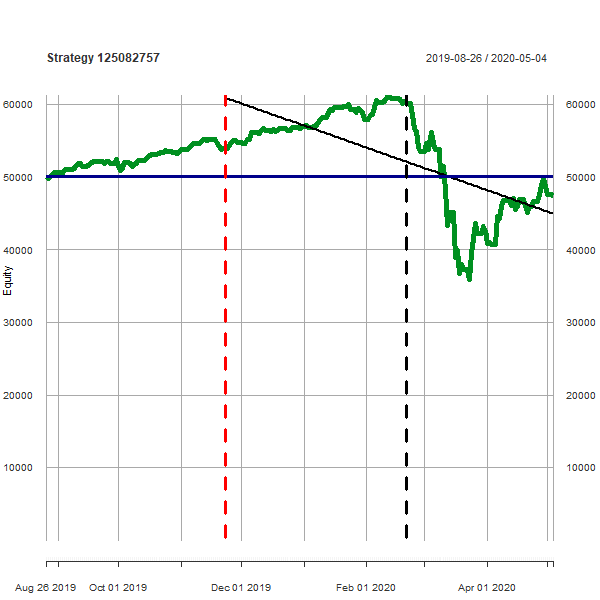 Strategy 125082757
2019-08-26 / 2020-05-04
60000
60000
50000
50000
40000
40000
Equity
30000
30000
20000
20000
10000
10000
Aug 26 2019
Oct 01 2019
Dec 01 2019
Feb 01 2020
Apr 01 2020